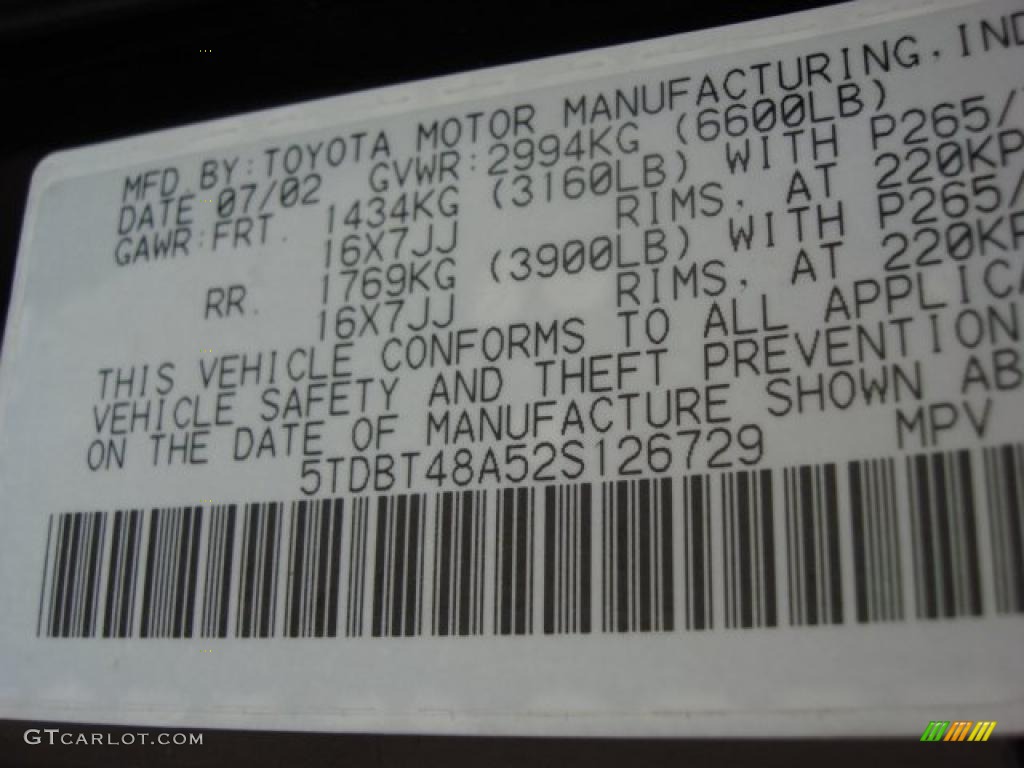 MFD.BY:TOYOTA MOTOR MANUFACTURING, IND
DATE 07/02 GVWR:2994KG (6600LB)
GAWR:FRT. 1434KG (3160LB) WITH P265/
16X7JJ RIMS, AT 220KP
RR. 1769KG (3900LB) WITH P265/
16X7JJ RIMS, AT 220KP
THIS VEHICLE CONFORMS TO ALL APPLICA
VEHICLE SAFETY AND THEFT PREVENTION
ON THE DATE OF MANUFACTURE SHOWN AB
5TDBT48A52S126729 MPV
GTCARLOT.COM